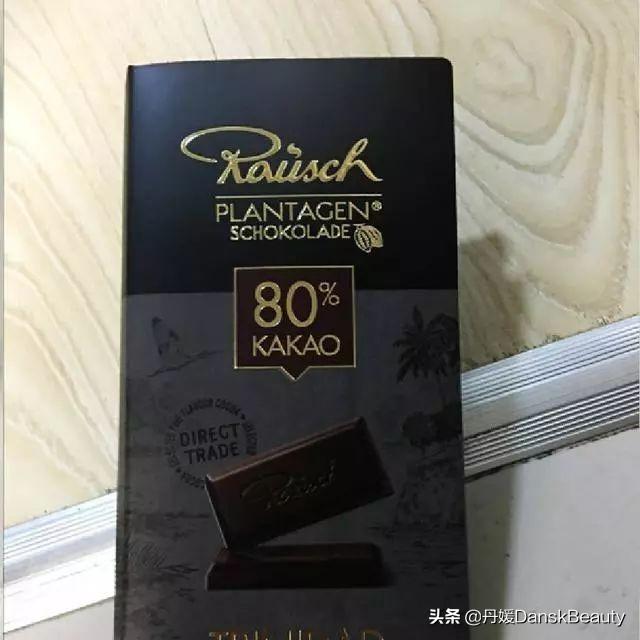 Rausch
PLANTAGEN®
SCHOKOLADE
80%
KAKAO
DIRECT
TRADE
Rausch
头条 @丹媛DanskBeauty